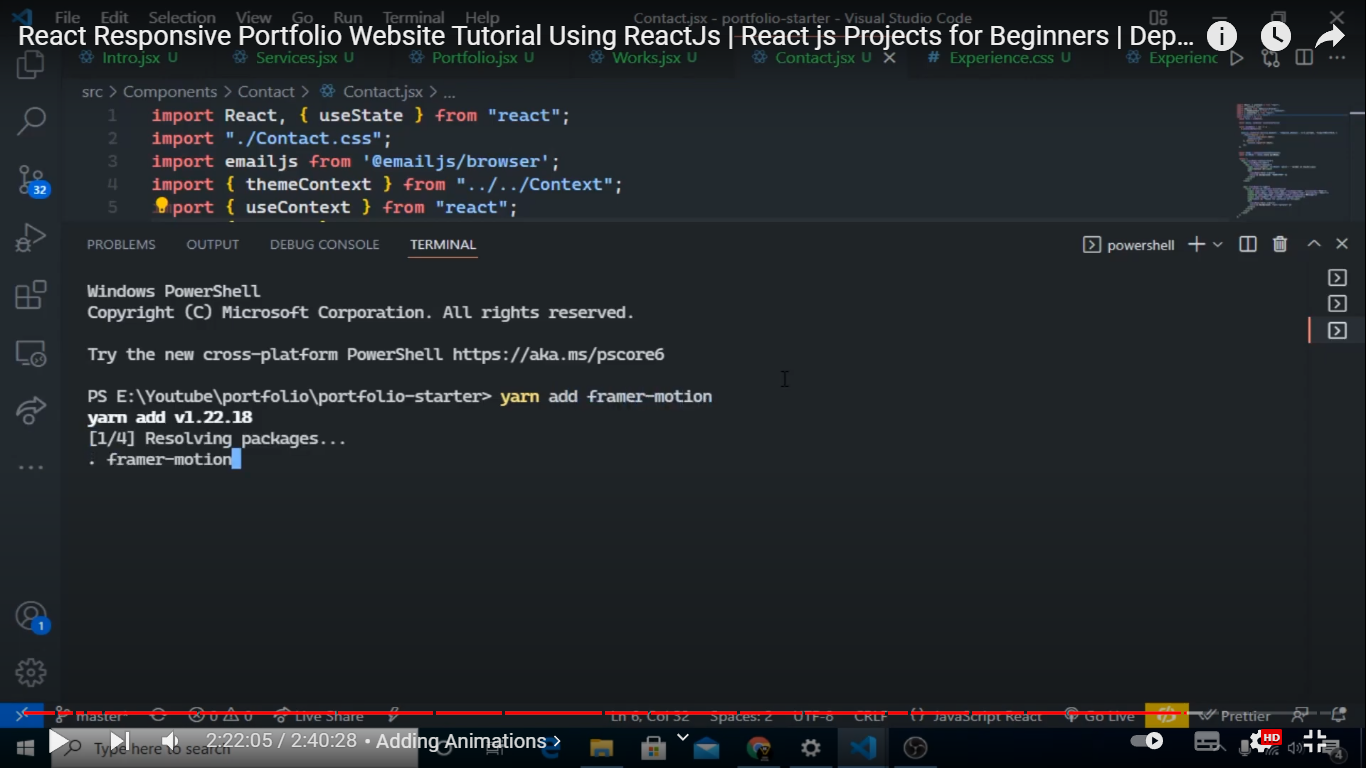 File Edit Selection View Go Run Terminal Help
Contact.jsx - portfolio-starter - Visual Studio Code
React Responsive Portfolio Website Tutorial Using ReactJs | React js Projects for Beginners | Dep...
Intro.jsx U Services.jsx U Portfolio.jsx U Works.jsx U Contact.jsx U Experience.css U Experienc
src > Components > Contact > Contact.jsx > ...
1 import React, { useState } from "react";
2 import "./Contact.css";
3 import emailjs from '@emailjs/browser';
4 import { themeContext } from "../../Context";
5 port { useContext } from "react";
32
PROBLEMS OUTPUT DEBUG CONSOLE TERMINAL
powershell
Windows PowerShell
Copyright (C) Microsoft Corporation. All rights reserved.
Try the new cross-platform PowerShell https://aka.ms/pscore6
PS E:\Youtube\portfolio\portfolio-starter> yarn add framer-motion
yarn add v1.22.18
[1/4] Resolving packages...
. framer-motion
1
master* 0 0 Live Share Ln 6, Col 32 Spaces: 2 UTF-8 CRLF {} JavaScript React Go Live Prettier
Type here to search
2:22:05 / 2:40:28 • Adding Animations >
HD
4